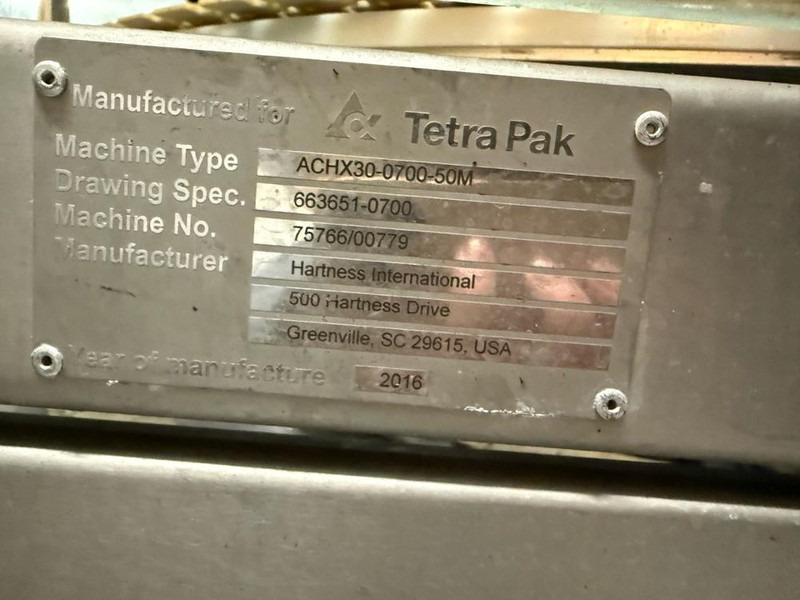 Manufactured for Tetra Pak
Machine Type ACHX30-0700-50M
Drawing Spec. 663651-0700
Machine No. 75766/00779
Manufacturer Hartness International
500 Hartness Drive
Greenville, SC 29615, USA
Year of manufacture 2016